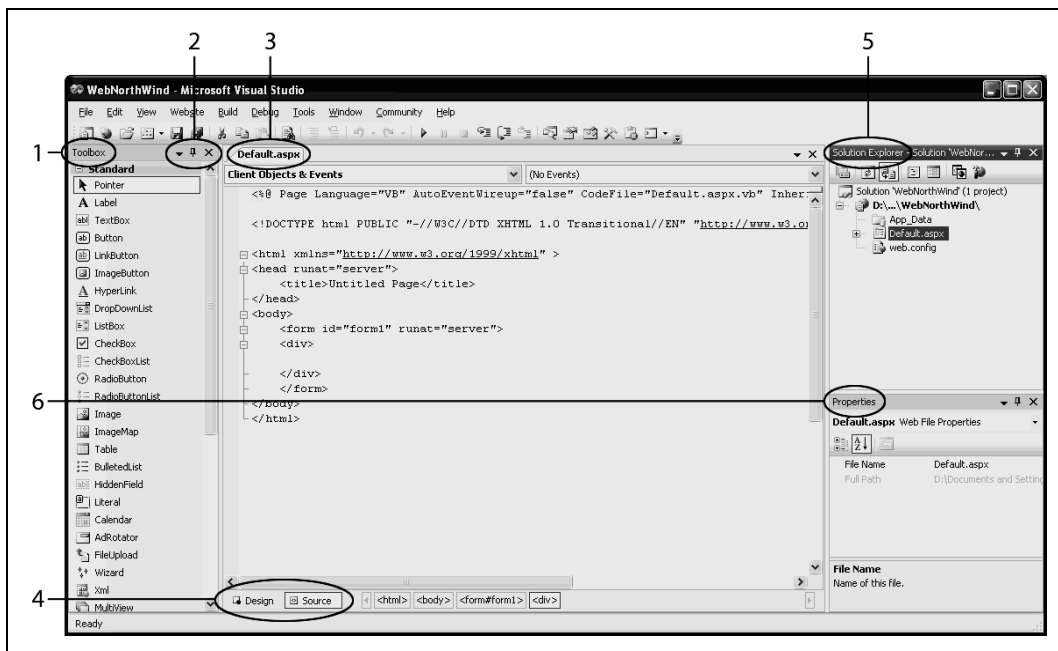 2 3 5
WebNorthWind - Microsoft Visual Studio
File Edit View Website Build Debug Tools Window Community Help
1 Toolbox
Default.aspx
Solution Explorer - Solution 'WebNor...
Standard
Client Objects & Events
(No Events)
Pointer
Label
TextBox
Button
LinkButton
ImageButton
HyperLink
DropDownList
ListBox
CheckBox
CheckBoxList
RadioButton
RadioButtonList
Image
ImageMap
Table
BulletedList
HiddenField
Literal
Calendar
AdRotator
FileUpload
Wizard
Xml
MultiView
<%@ Page Language="VB" AutoEventWireup="false" CodeFile="Default.aspx.vb" Inher
<!DOCTYPE html PUBLIC "-//W3C//DTD XHTML 1.0 Transitional//EN" "http://www.w3.o
<html xmlns="http://www.w3.org/1999/xhtml" >
<head runat="server">
<title>Untitled Page</title>
</head>
<body>
<form id="form1" runat="server">
<div>
</div>
</form>
</body>
</html>
Solution 'WebNorthWind' (1 project)
D:\...\WebNorthWind\
App_Data
Default.aspx
web.config
6
Properties
Default.aspx Web File Properties
File Name Default.aspx
Full Path D:\Documents and Setting
File Name
Name of this file.
4
Design Source <html> <body> <form#form1> <div>
Ready